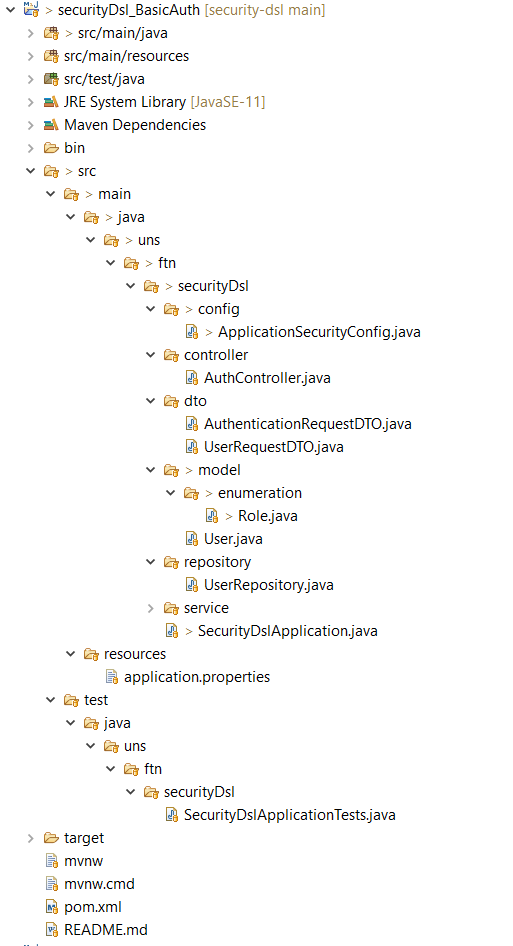 > securityDsl_BasicAuth [security-dsl main]
> src/main/java
src/main/resources
src/test/java
JRE System Library [JavaSE-11]
Maven Dependencies
bin
> src
> main
> java
> uns
> ftn
> securityDsl
> config
> ApplicationSecurityConfig.java
controller
AuthController.java
dto
AuthenticationRequestDTO.java
UserRequestDTO.java
> model
> enumeration
> Role.java
User.java
repository
UserRepository.java
service
> SecurityDslApplication.java
resources
application.properties
test
java
uns
ftn
securityDsl
SecurityDslApplicationTests.java
target
mvnw
mvnw.cmd
pom.xml
README.md